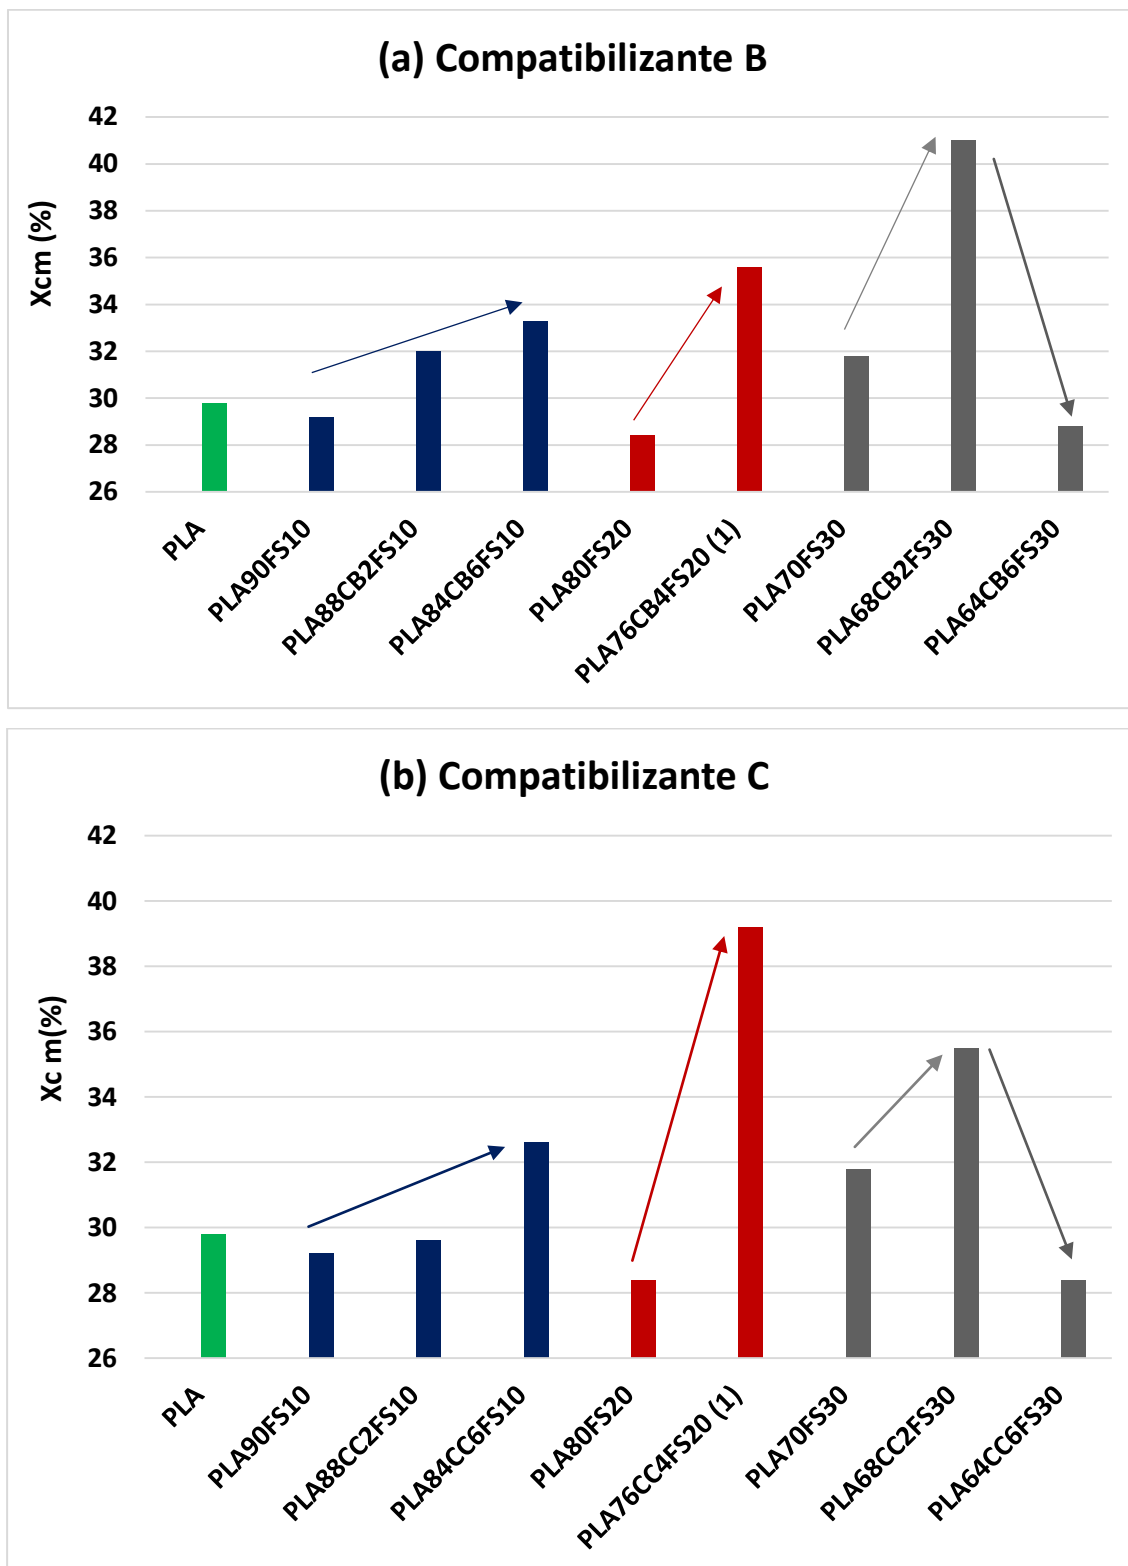 (a) Compatibilizante B
42
40
38
36
34
32
30
28
26
Xcm (%)
PLA
PLA90FS10
PLA88CB2FS10
PLA84CB6FS10
PLA80FS20
PLA76CB4FS20 (1)
PLA70FS30
PLA68CB2FS30
PLA64CB6FS30
(b) Compatibilizante C
42
40
38
36
34
32
30
28
26
Xc m(%)
PLA
PLA90FS10
PLA88CC2FS10
PLA84CC6FS10
PLA80FS20
PLA76CC4FS20 (1)
PLA70FS30
PLA68CC2FS30
PLA64CC6FS30